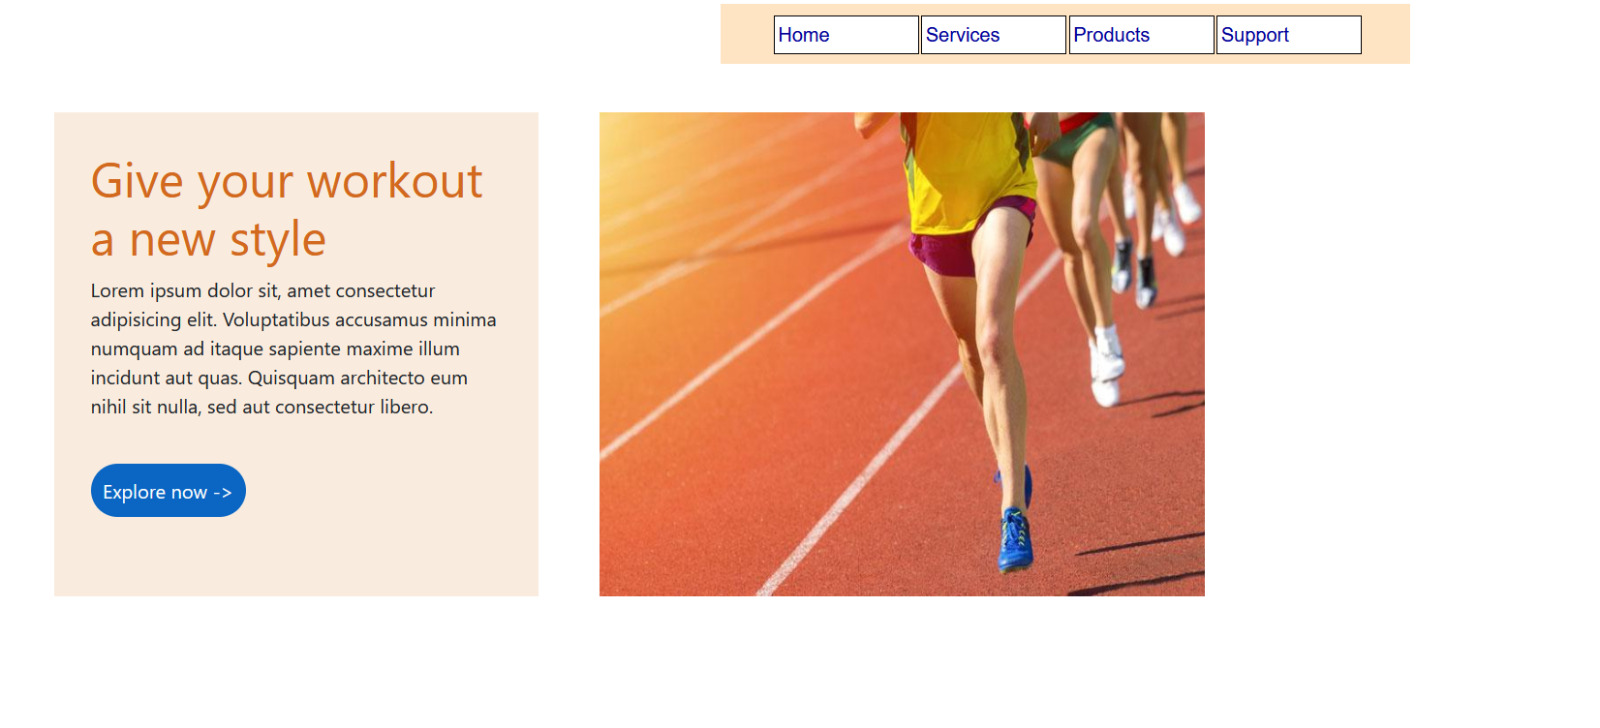 Home Services Products Support
Give your workout
a new style
Lorem ipsum dolor sit, amet consectetur
adipisicing elit. Voluptatibus accusamus minima
numquam ad itaque sapiente maxime illum
incidunt aut quas. Quisquam architecto eum
nihil sit nulla, sed aut consectetur libero.
Explore now ->